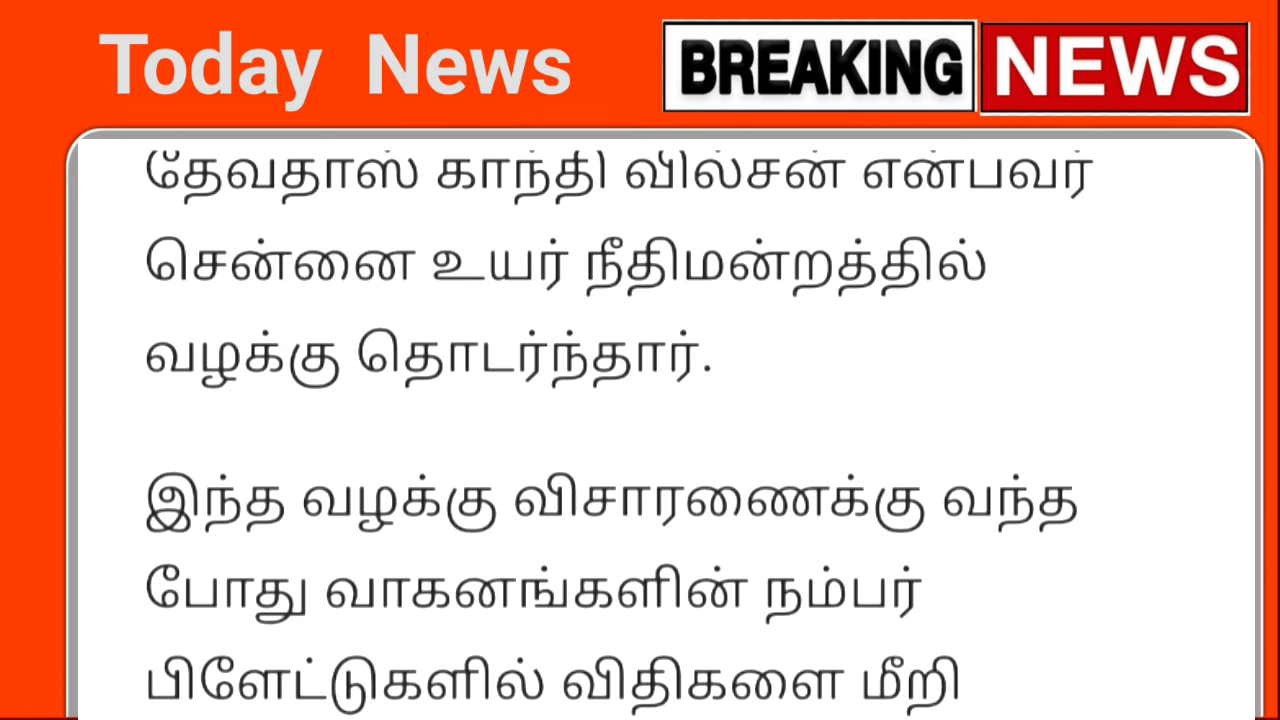 Today News
BREAKING NEWS
தேவதாஸ் காந்தி வில்சன் என்பவர்
சென்னை உயர் நீதிமன்றத்தில்
வழக்கு தொடர்ந்தார்.
இந்த வழக்கு விசாரணைக்கு வந்த
போது வாகனங்களின் நம்பர்
பிளேட்டுகளில் விதிகளை மீறி